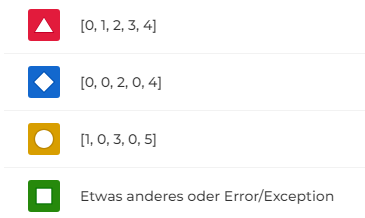 [0, 1, 2, 3, 4]
[0, 0, 2, 0, 4]
[1, 0, 3, 0, 5]
Etwas anderes oder Error/Exception